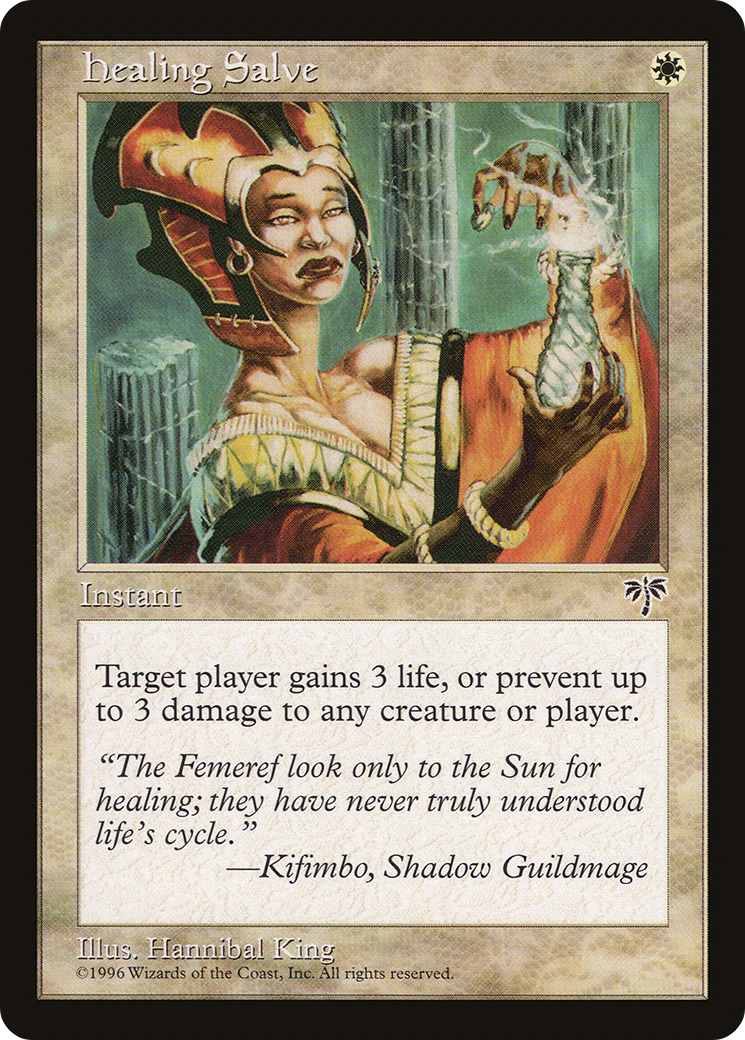 Healing Salve
Instant
Target player gains 3 life, or prevent up
to 3 damage to any creature or player.
“The Femeref look only to the Sun for
healing; they have never truly understood
life’s cycle.”
—Kifimbo, Shadow Guildmage
Illus. Hannibal King
©1996 Wizards of the Coast, Inc. All rights reserved.